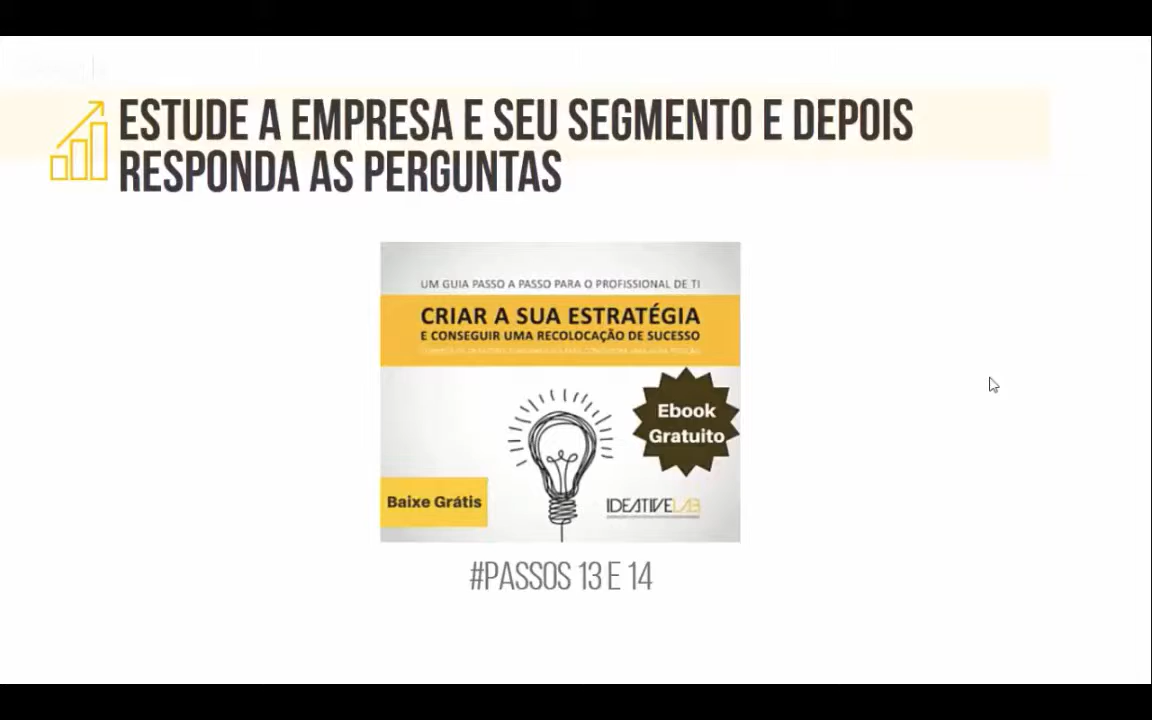 ESTUDE A EMPRESA E SEU SEGMENTO E DEPOIS
RESPONDA AS PERGUNTAS
UM GUIA PASSO A PASSO PARA O PROFISSIONAL DE TI
CRIAR A SUA ESTRATÉGIA
E CONSEGUIR UMA RECOLOCAÇÃO DE SUCESSO
Ebook
Gratuito
Baixe Grátis
IDEATIVELAB
#PASSOS 13 E 14